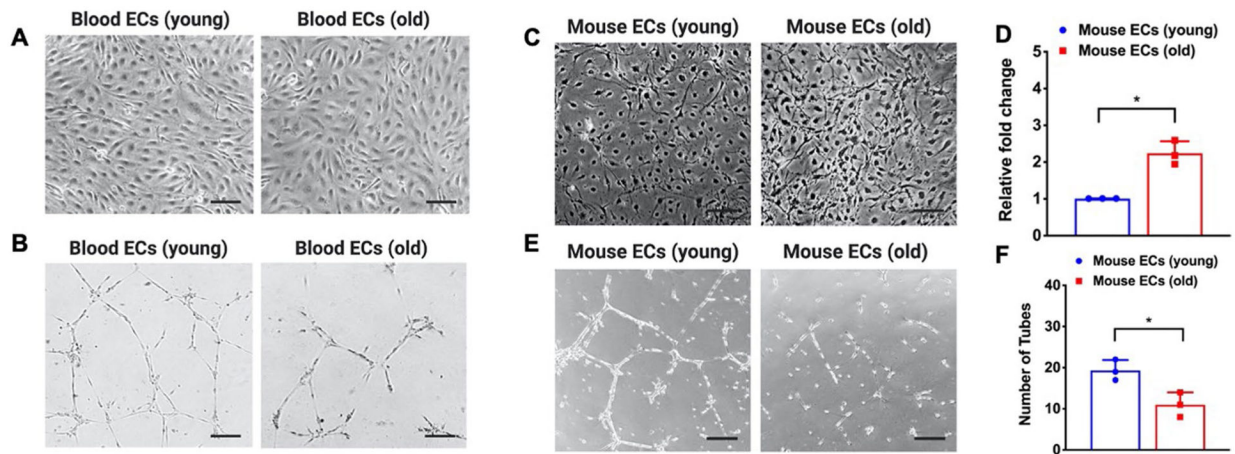 A
Blood ECs (young)
Blood ECs (old)
B
Blood ECs (young)
Blood ECs (old)
C
Mouse ECs (young)
Mouse ECs (old)
E
Mouse ECs (young)
Mouse ECs (old)
D
Mouse ECs (young)
Mouse ECs (old)
Relative fold change
5
4
3
2
1
0
*
F
Mouse ECs (young)
Mouse ECs (old)
Number of Tubes
40
30
20
10
0
*